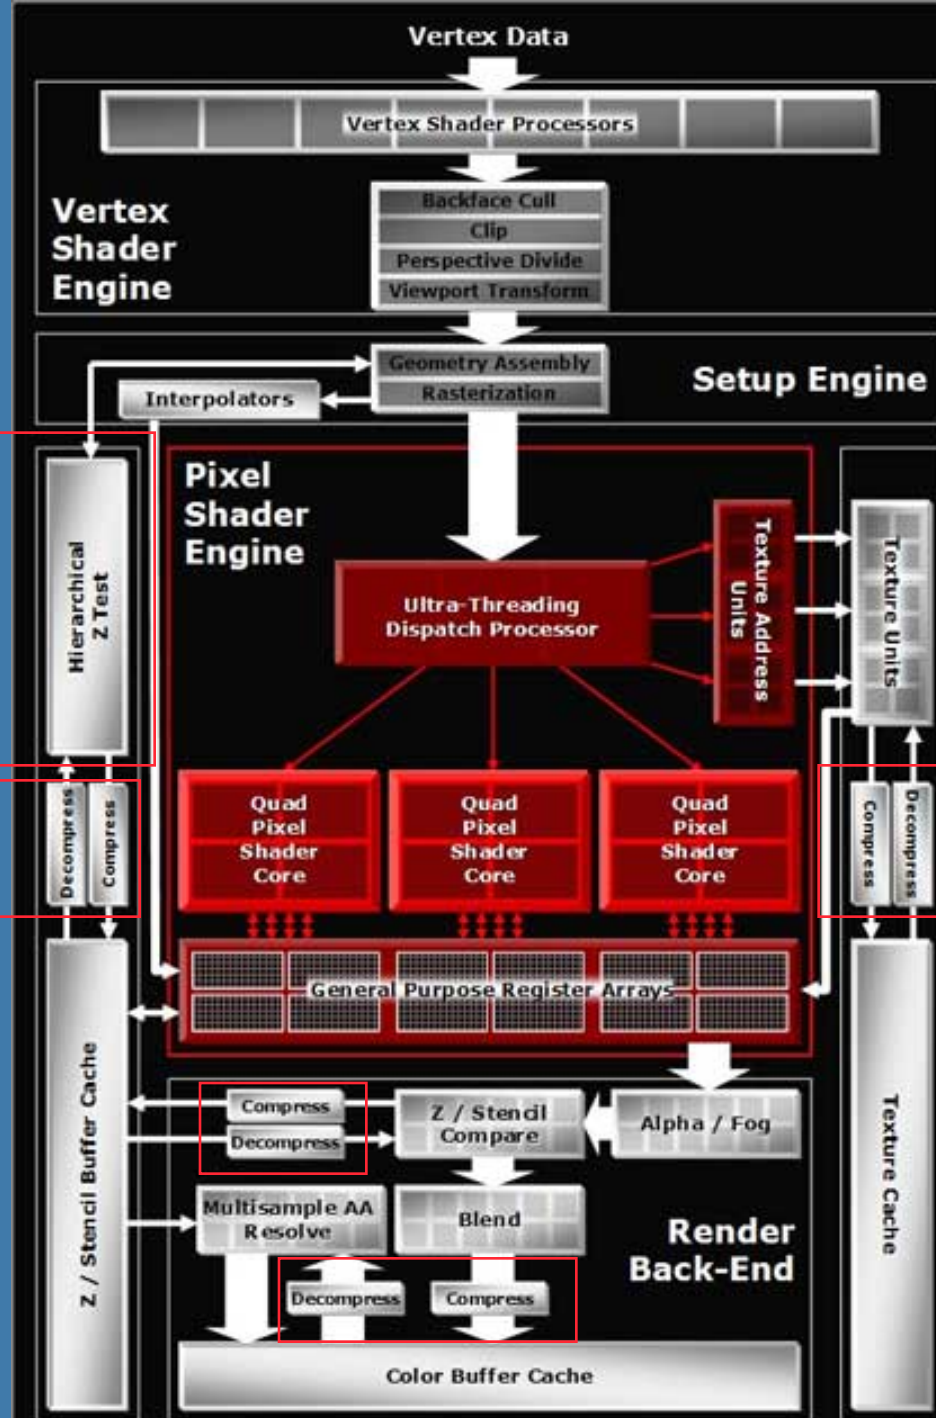 Vertex Data
Vertex Shader Processors
Vertex
Shader
Engine
Backface Cull
Clip
Perspective Divide
Viewport Transform
Geometry Assembly
Rasterization
Setup Engine
Interpolators
Hierarchical
Z Test
Pixel
Shader
Engine
Ultra-Threading
Dispatch Processor
Texture Address
Units
Texture Units
Decompress
Compress
Quad
Pixel
Shader
Core
Quad
Pixel
Shader
Core
Quad
Pixel
Shader
Core
Compress
Decompress
General Purpose Register Arrays
Z / Stencil Buffer Cache
Compress
Decompress
Z / Stencil
Compare
Alpha / Fog
Texture Cache
Multisample AA
Resolve
Blend
Render
Back-End
Decompress
Compress
Color Buffer Cache